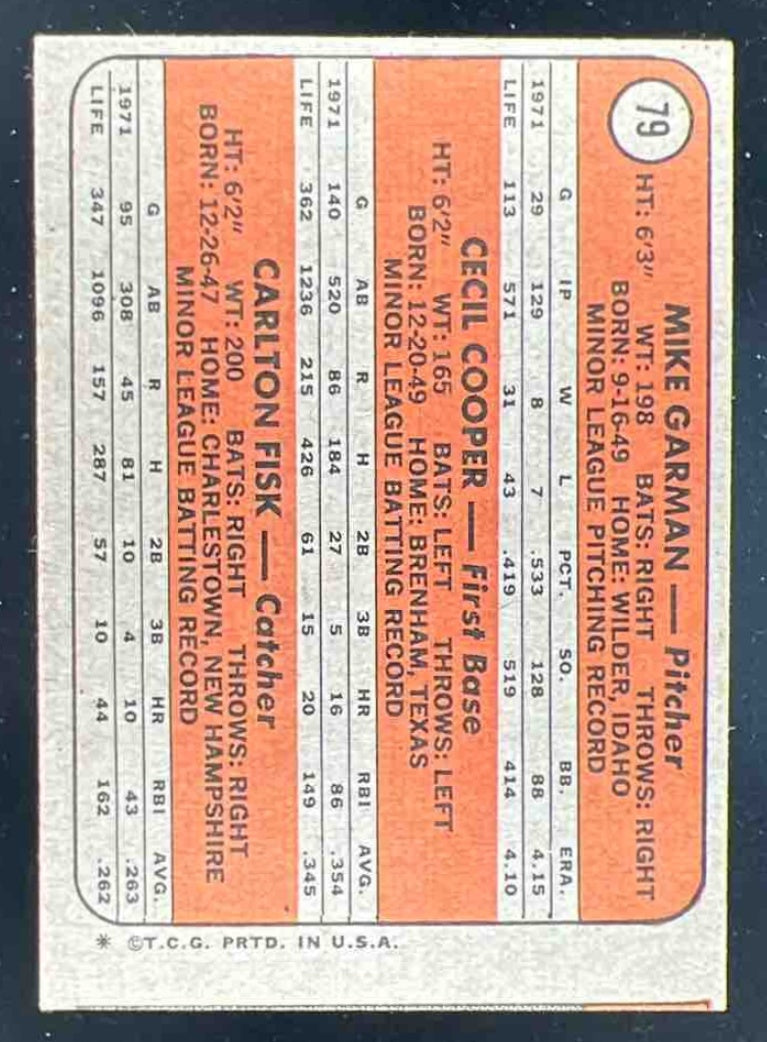 79
MIKE GARMAN — Pitcher
HT: 6'3" WT: 198 BATS: RIGHT THROWS: RIGHT
BORN: 9-16-49 HOME: WILDER, IDAHO
MINOR LEAGUE PITCHING RECORD
G IP W L PCT. SO. BB. ERA.
1971 29 129 8 7 .533 128 88 4.15
LIFE 113 571 31 43 .419 519 414 4.10
CECIL COOPER — First Base
HT: 6'2" WT: 165 BATS: LEFT THROWS: LEFT
BORN: 12-20-49 HOME: BRENHAM, TEXAS
MINOR LEAGUE BATTING RECORD
G AB R H 2B 3B HR RBI AVG.
1971 140 520 86 184 27 5 16 86 .354
LIFE 362 1236 215 426 61 15 20 149 .345
CARLTON FISK — Catcher
HT: 6'2" WT: 200 BATS: RIGHT THROWS: RIGHT
BORN: 12-26-47 HOME: CHARLESTOWN, NEW HAMPSHIRE
MINOR LEAGUE BATTING RECORD
G AB R H 2B 3B HR RBI AVG.
1971 95 308 45 81 10 4 10 43 .263
LIFE 347 1096 157 287 57 10 44 162 .262
* ©T.C.G. PRTD. IN U.S.A.